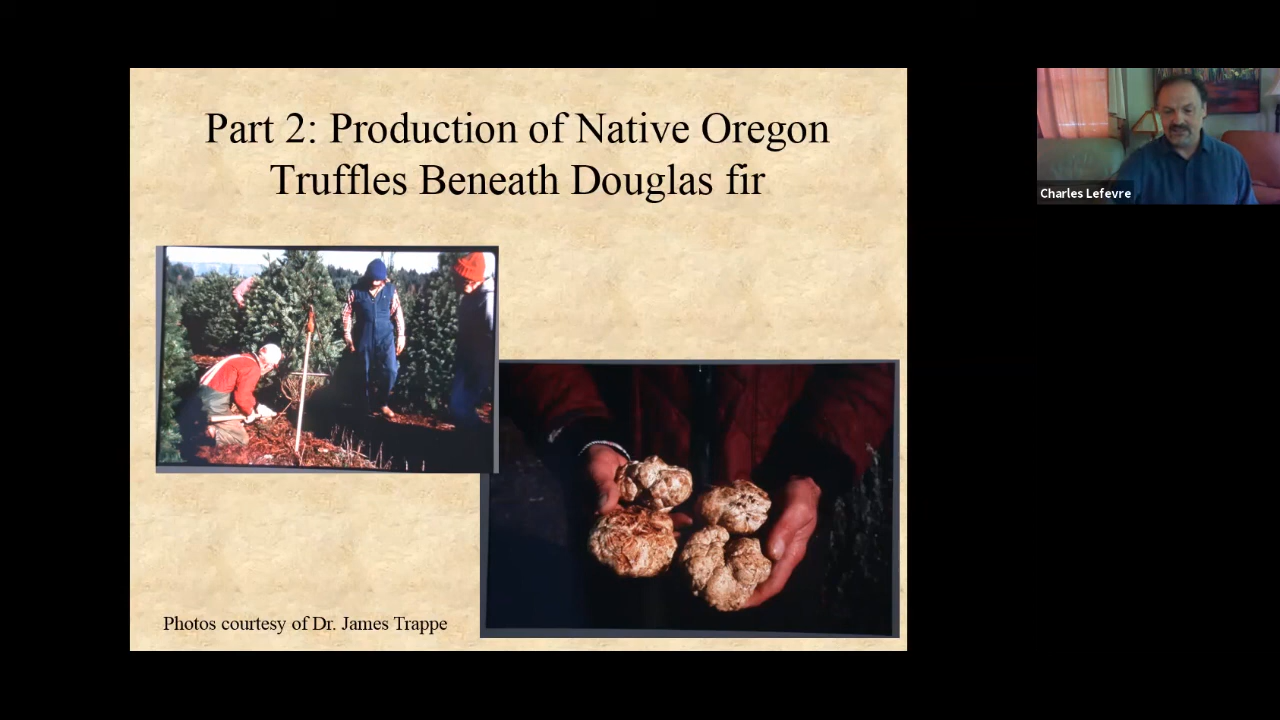 Part 2: Production of Native Oregon
Truffles Beneath Douglas fir
Photos courtesy of Dr. James Trappe
Charles Lefevre